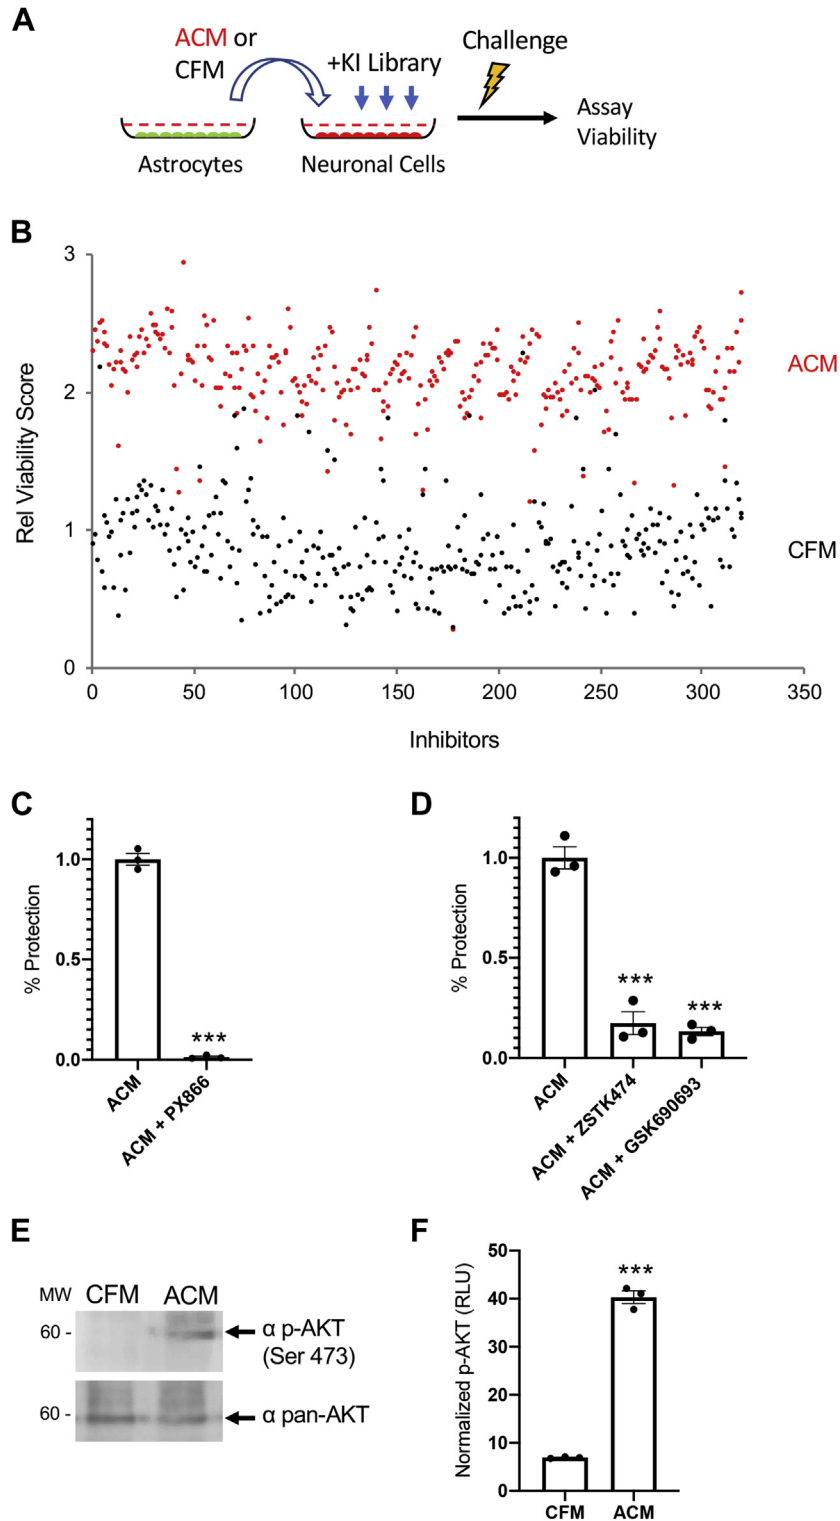 A
ACM or
CFM
+KI Library
Challenge
Astrocytes
Neuronal Cells
Assay
Viability
B
Rel Viability Score
3
2
1
0
ACM
CFM
0 50 100 150 200 250 300 350
Inhibitors
C
% Protection
1.0
0.5
0.0
***
ACM
ACM + PX866
D
% Protection
1.0
0.5
0.0
***
***
ACM
ACM + ZSTK474
ACM + GSK690693
E
MW CFM ACM
60 -
α p-AKT
(Ser 473)
60 -
α pan-AKT
F
Normalized p-AKT (RLU)
50
40
30
20
10
0
***
CFM ACM